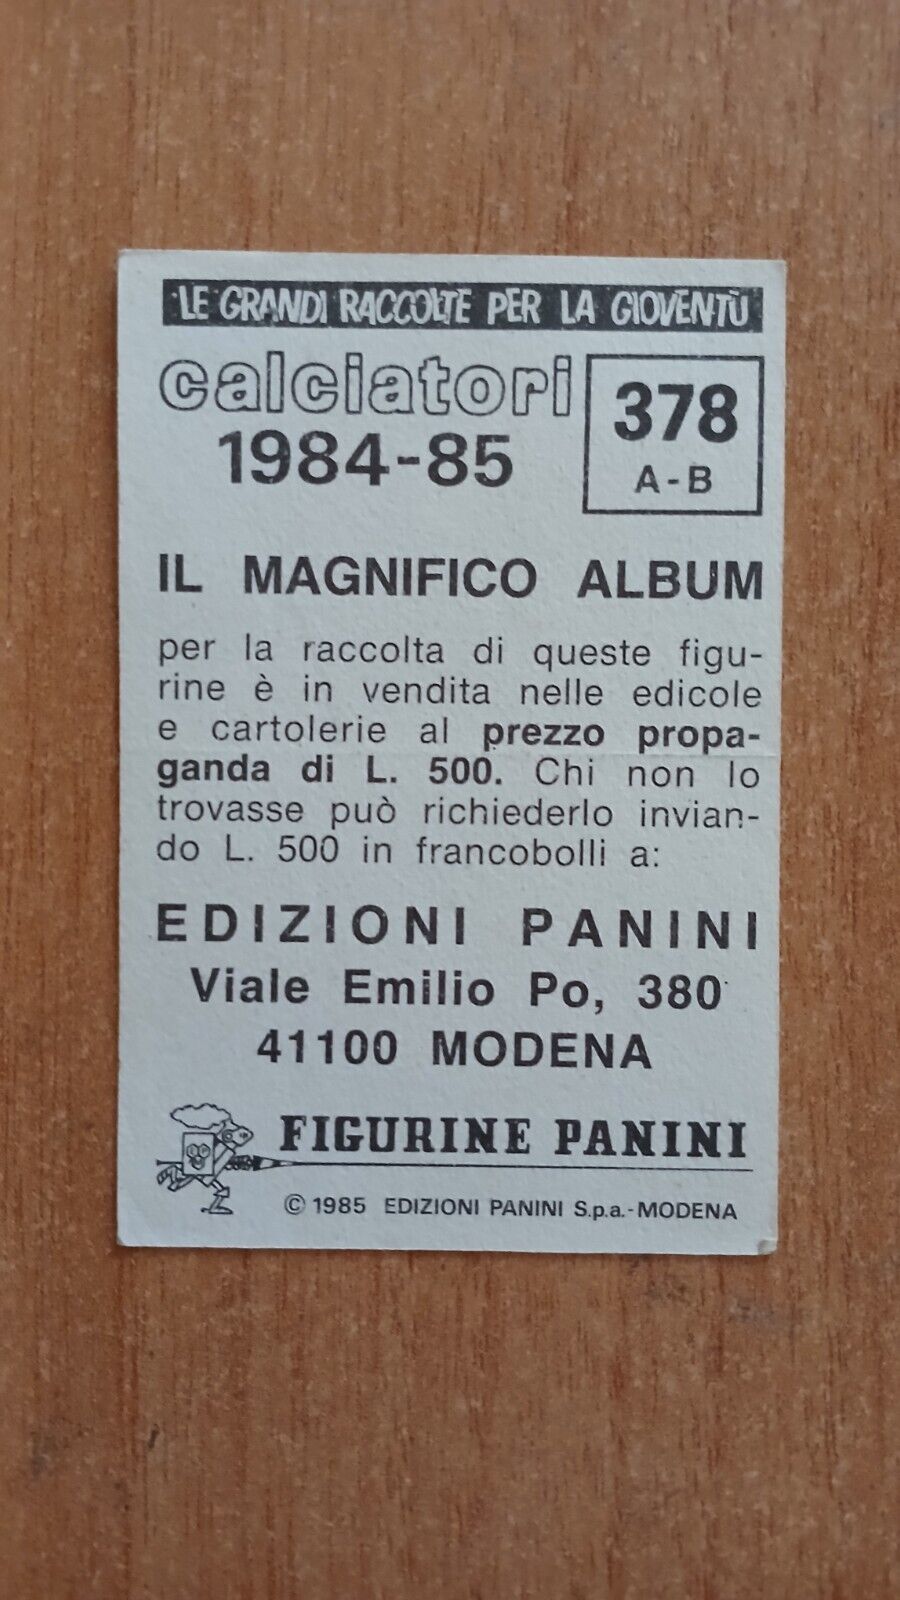 LE GRANDI RACCOLTE PER LA GIOVENTÙ
calciatori
1984-85
378
A-B
IL MAGNIFICO ALBUM
per la raccolta di queste figu-
rine è in vendita nelle edicole
e cartolerie al prezzo propa-
ganda di L. 500. Chi non lo
trovasse può richiederlo invian-
do L. 500 in francobolli a:
EDIZIONI PANINI
Viale Emilio Po, 380
41100 MODENA
FIGURINE PANINI
© 1985 EDIZIONI PANINI S.p.a.-MODENA